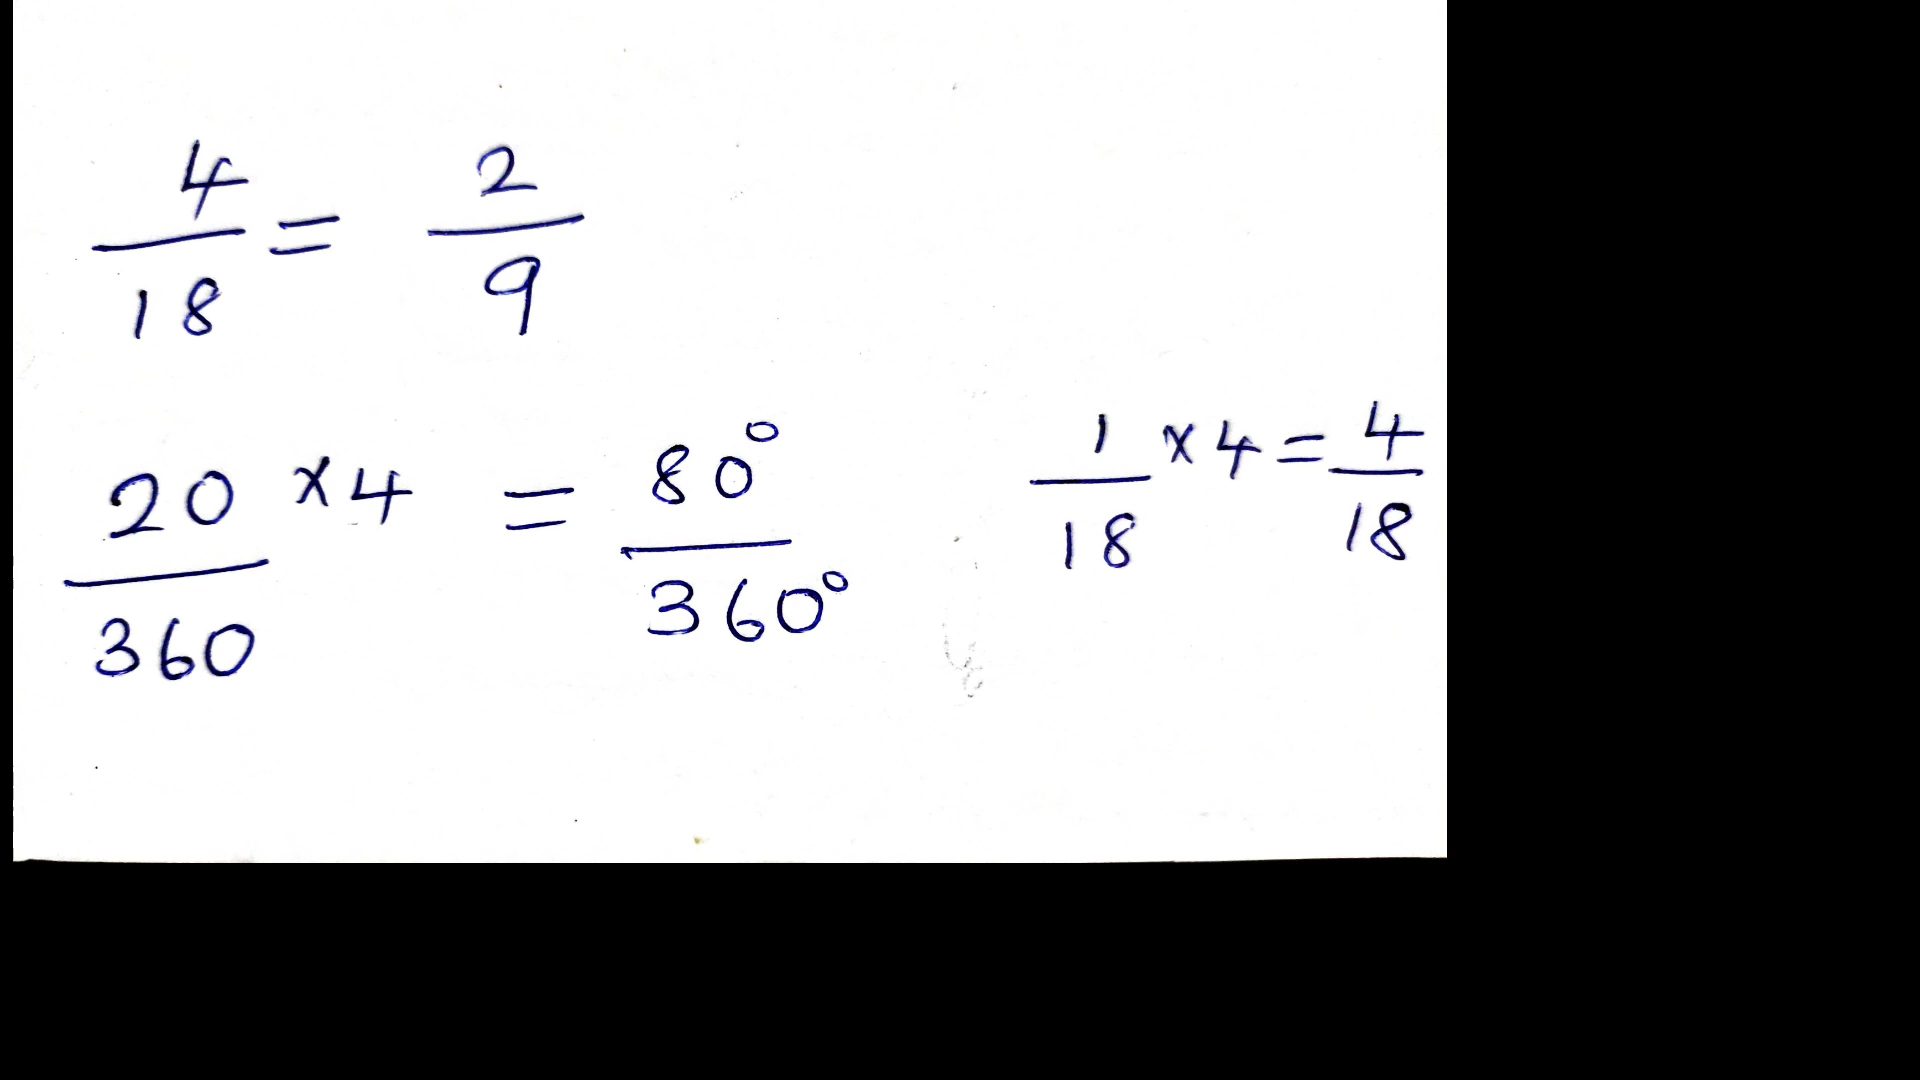 4/18 = 2/9
20/360 × 4 = 80°/360°
1/18 × 4 = 4/18